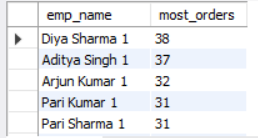 emp_name most_orders
Diya Sharma 1 38
Aditya Singh 1 37
Arjun Kumar 1 32
Pari Kumar 1 31
Pari Sharma 1 31